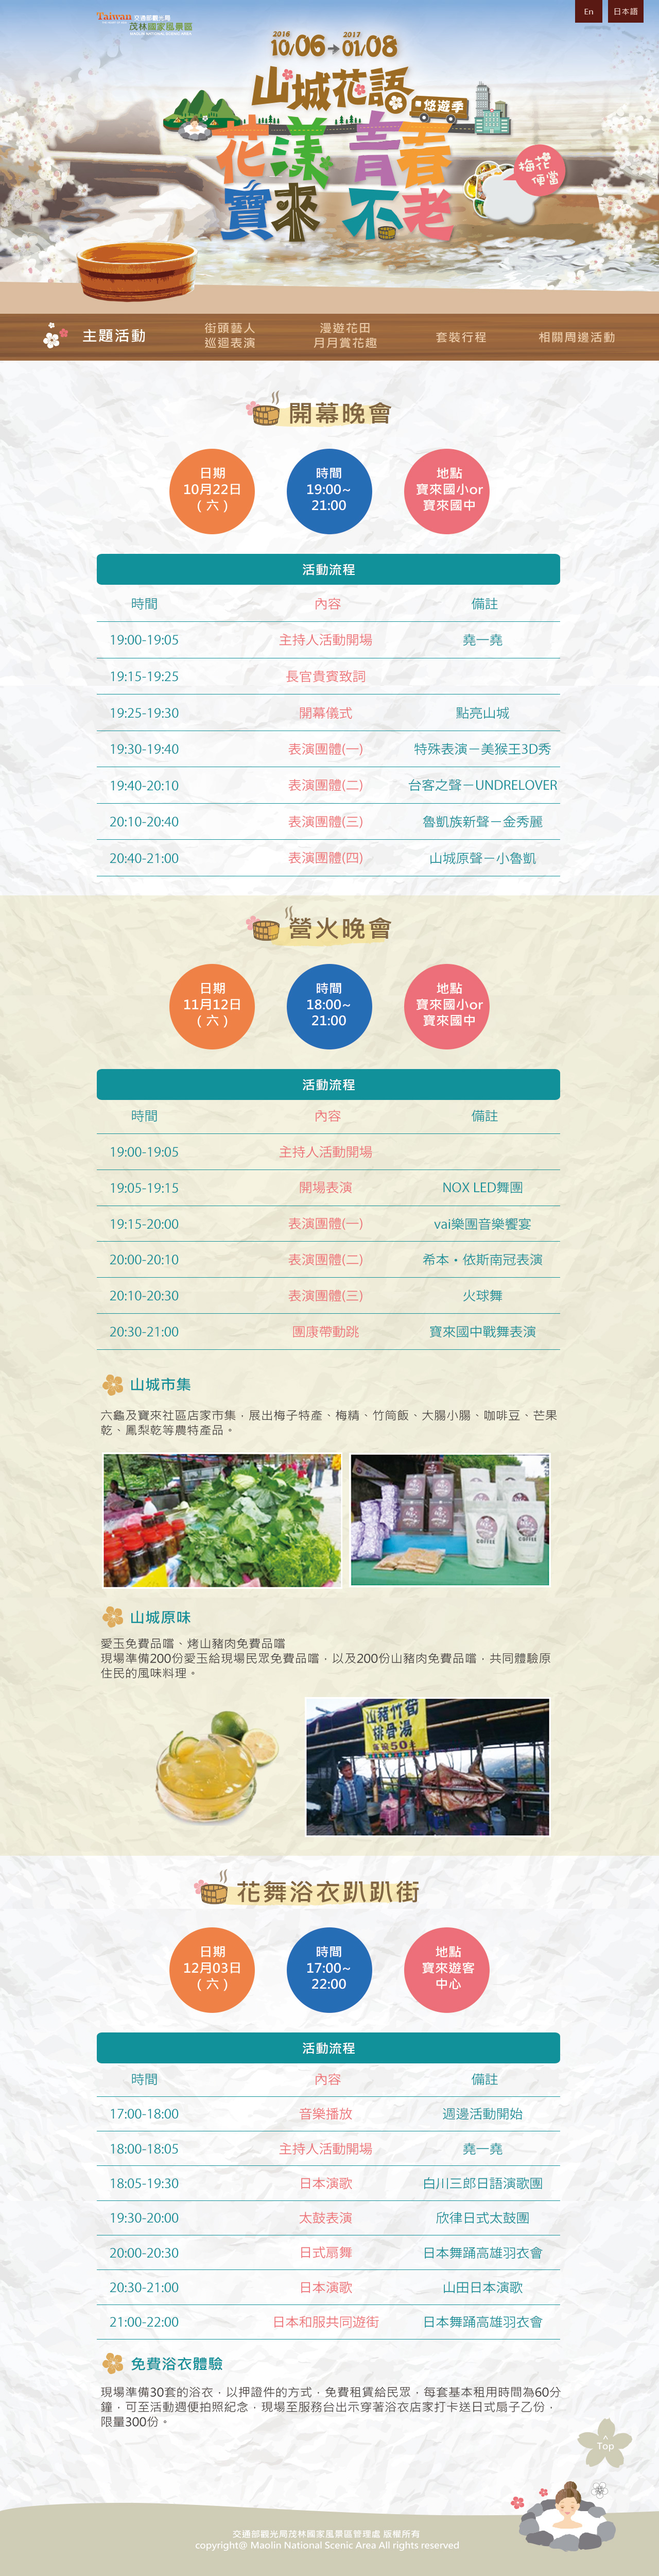 En
日本語
Taiwan 交通部觀光局
茂林國家風景區
MAOLIN NATIONAL SCENIC AREA
2016
10/06→
2017
01/08
山城花語
悠遊季
花漾 青春
寶來 不老
梅花
便當
主題活動
街頭藝人
巡迴表演
漫遊花田
月月賞花趣
套裝行程
相關周邊活動
開幕晚會
日期
10月22日
( 六 )
時間
19:00~
21:00
地點
寶來國小or
寶來國中
活動流程
時間 內容 備註
19:00-19:05 主持人活動開場 堯一堯
19:15-19:25 長官貴賓致詞
19:25-19:30 開幕儀式 點亮山城
19:30-19:40 表演團體(一) 特殊表演－美猴王3D秀
19:40-20:10 表演團體(二) 台客之聲－UNDRELOVER
20:10-20:40 表演團體(三) 魯凱族新聲－金秀麗
20:40-21:00 表演團體(四) 山城原聲－小魯凱
營火晚會
日期
11月12日
( 六 )
時間
18:00~
21:00
地點
寶來國小or
寶來國中
活動流程
時間 內容 備註
19:00-19:05 主持人活動開場
19:05-19:15 開場表演 NOX LED舞團
19:15-20:00 表演團體(一) vai樂團音樂饗宴
20:00-20:10 表演團體(二) 希本・依斯南冠表演
20:10-20:30 表演團體(三) 火球舞
20:30-21:00 團康帶動跳 寶來國中戰舞表演
山城市集
六龜及寶來社區店家市集，展出梅子特產、梅精、竹筒飯、大腸小腸、咖啡豆、芒果
乾、鳳梨乾等農特產品。
COFFEE
COFFEE
山城原味
愛玉免費品嚐、烤山豬肉免費品嚐
現場準備200份愛玉給現場民眾免費品嚐，以及200份山豬肉免費品嚐，共同體驗原
住民的風味料理。
山豬竹筍
排骨湯
50元
花舞浴衣趴趴街
日期
12月03日
( 六 )
時間
17:00~
22:00
地點
寶來遊客
中心
活動流程
時間 內容 備註
17:00-18:00 音樂播放 週邊活動開始
18:00-18:05 主持人活動開場 堯一堯
18:05-19:30 日本演歌 白川三郎日語演歌團
19:30-20:00 太鼓表演 欣律日式太鼓團
20:00-20:30 日式扇舞 日本舞踊高雄羽衣會
20:30-21:00 日本演歌 山田日本演歌
21:00-22:00 日本和服共同遊街 日本舞踊高雄羽衣會
免費浴衣體驗
現場準備30套的浴衣，以押證件的方式，免費租賃給民眾，每套基本租用時間為60分
鐘，可至活動週便拍照紀念，現場至服務台出示穿著浴衣店家打卡送日式扇子乙份，
限量300份。
Top
交通部觀光局茂林國家風景區管理處 版權所有
copyright@ Maolin National Scenic Area All rights reserved